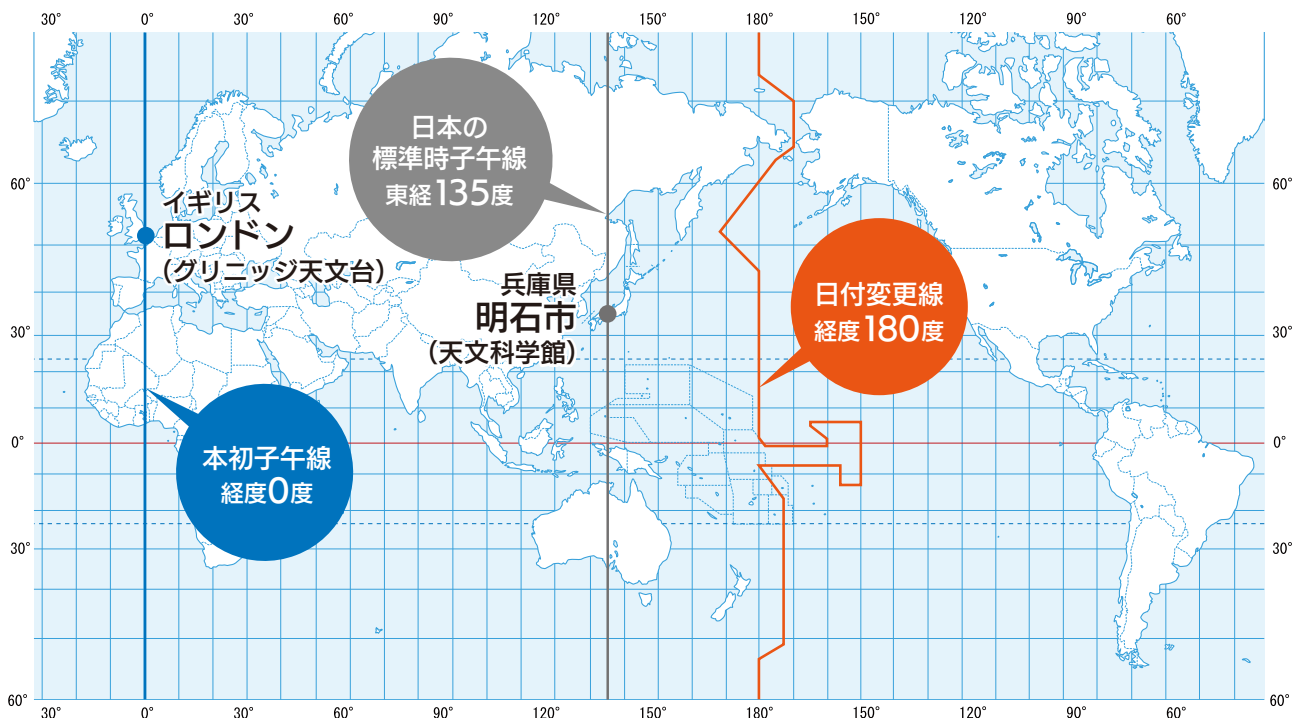 30° 0° 30° 60° 90° 120° 150° 180° 150° 120° 90° 60°
日本の
標準時子午線
東経135度
60° 60°
イギリス
ロンドン
(グリニッジ天文台)
兵庫県
明石市
(天文科学館)
日付変更線
経度180度
30° 30°
本初子午線
経度0度
0° 0°
30° 30°
60° 60°
30° 0° 30° 60° 90° 120° 150° 180° 150° 120° 90° 60°